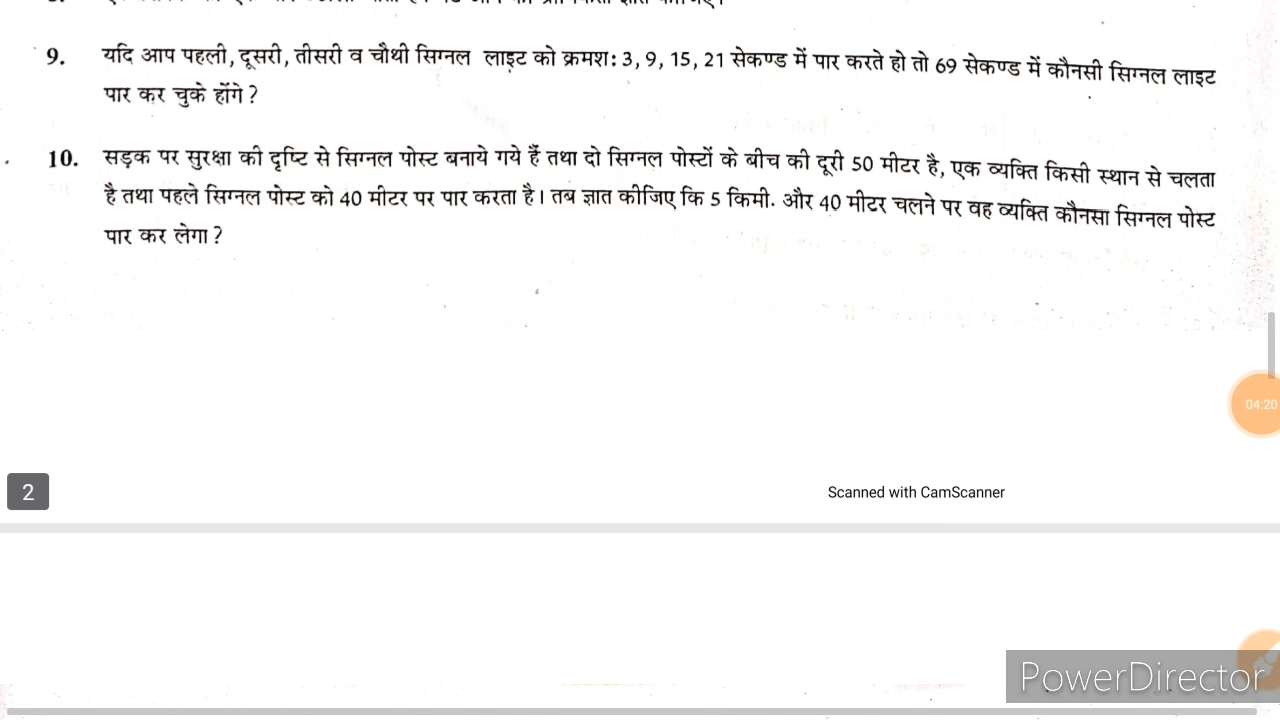 9. यदि आप पहली, दूसरी, तीसरी व चौथी सिग्नल लाइट को क्रमश: 3, 9, 15, 21 सेकण्ड में पार करते हो तो 69 सेकण्ड में कौनसी सिग्नल लाइट
पार कर चुके होंगे ?
10. सड़क पर सुरक्षा की दृष्टि से सिग्नल पोस्ट बनाये गये हैं तथा दो सिग्नल पोस्टों के बीच की दूरी 50 मीटर है, एक व्यक्ति किसी स्थान से चलता
है तथा पहले सिग्नल पोस्ट को 40 मीटर पर पार करता है। तब ज्ञात कीजिए कि 5 किमी. और 40 मीटर चलने पर वह व्यक्ति कौनसा सिग्नल पोस्ट
पार कर लेगा ?
04:20
2
Scanned with CamScanner
PowerDirector